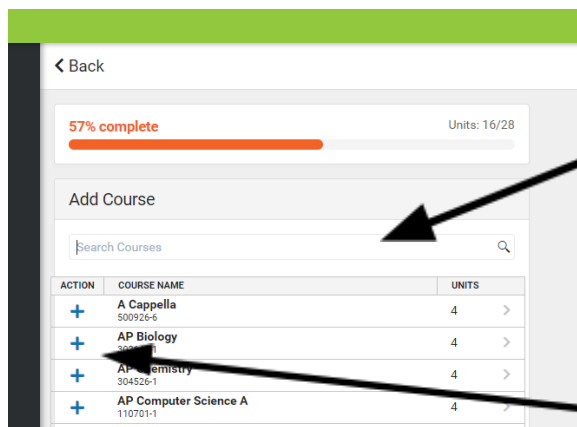 Back
57% complete Units: 16/28
Add Course
Search Courses
ACTION COURSE NAME UNITS
A Cappella 4
500926-6
AP Biology 4
AP Chemistry 4
304526-1
AP Computer Science A 4
110701-1